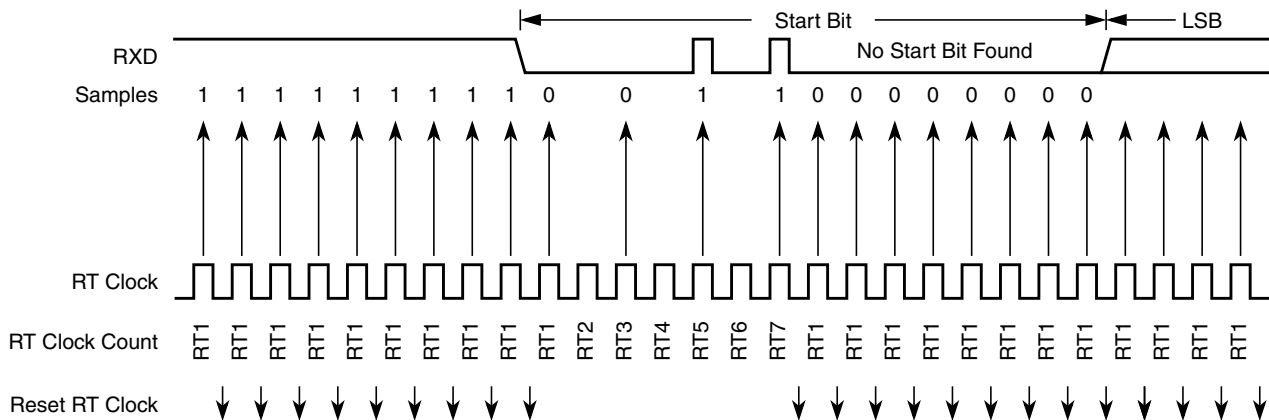 Start Bit LSB
RXD No Start Bit Found
Samples 1 1 1 1 1 1 1 1 1 0 0 1 1 0 0 0 0 0 0 0 0
RT Clock
RT Clock Count RT1 RT1 RT1 RT1 RT1 RT1 RT1 RT1 RT1 RT1 RT2 RT3 RT4 RT5 RT6 RT7 RT1 RT1 RT1 RT1 RT1 RT1 RT1 RT1 RT1 RT1 RT1 RT1
Reset RT Clock